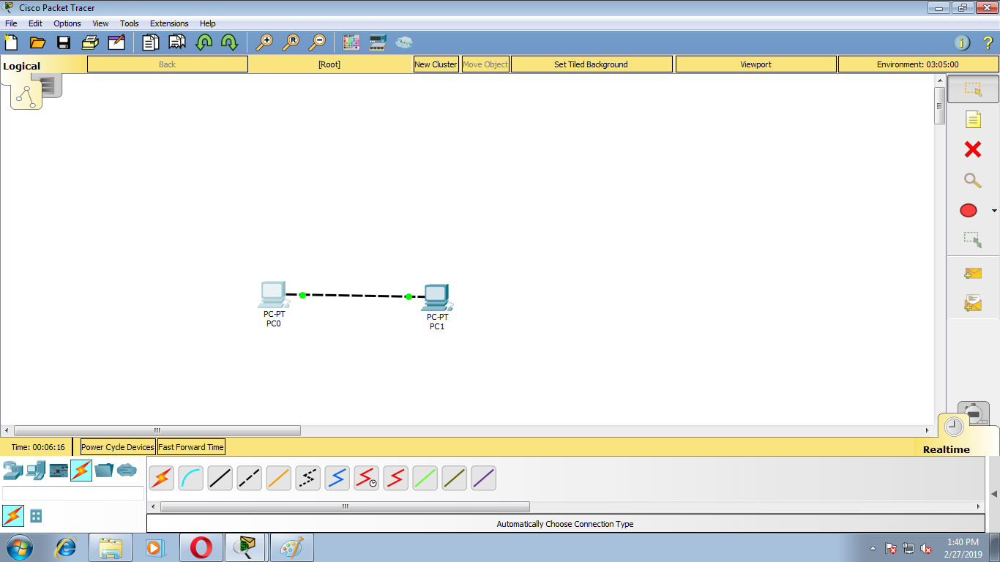 Cisco Packet Tracer
File Edit Options View Tools Extensions Help
SELECT
R
i ?
Logical Back [Root] New Cluster Move Object Set Tiled Background Viewport Environment: 03:05:00
PC-PT
PC0
PC-PT
PC1
Time: 00:06:16 Power Cycle Devices Fast Forward Time
Realtime
Automatically Choose Connection Type
1:40 PM
2/27/2019